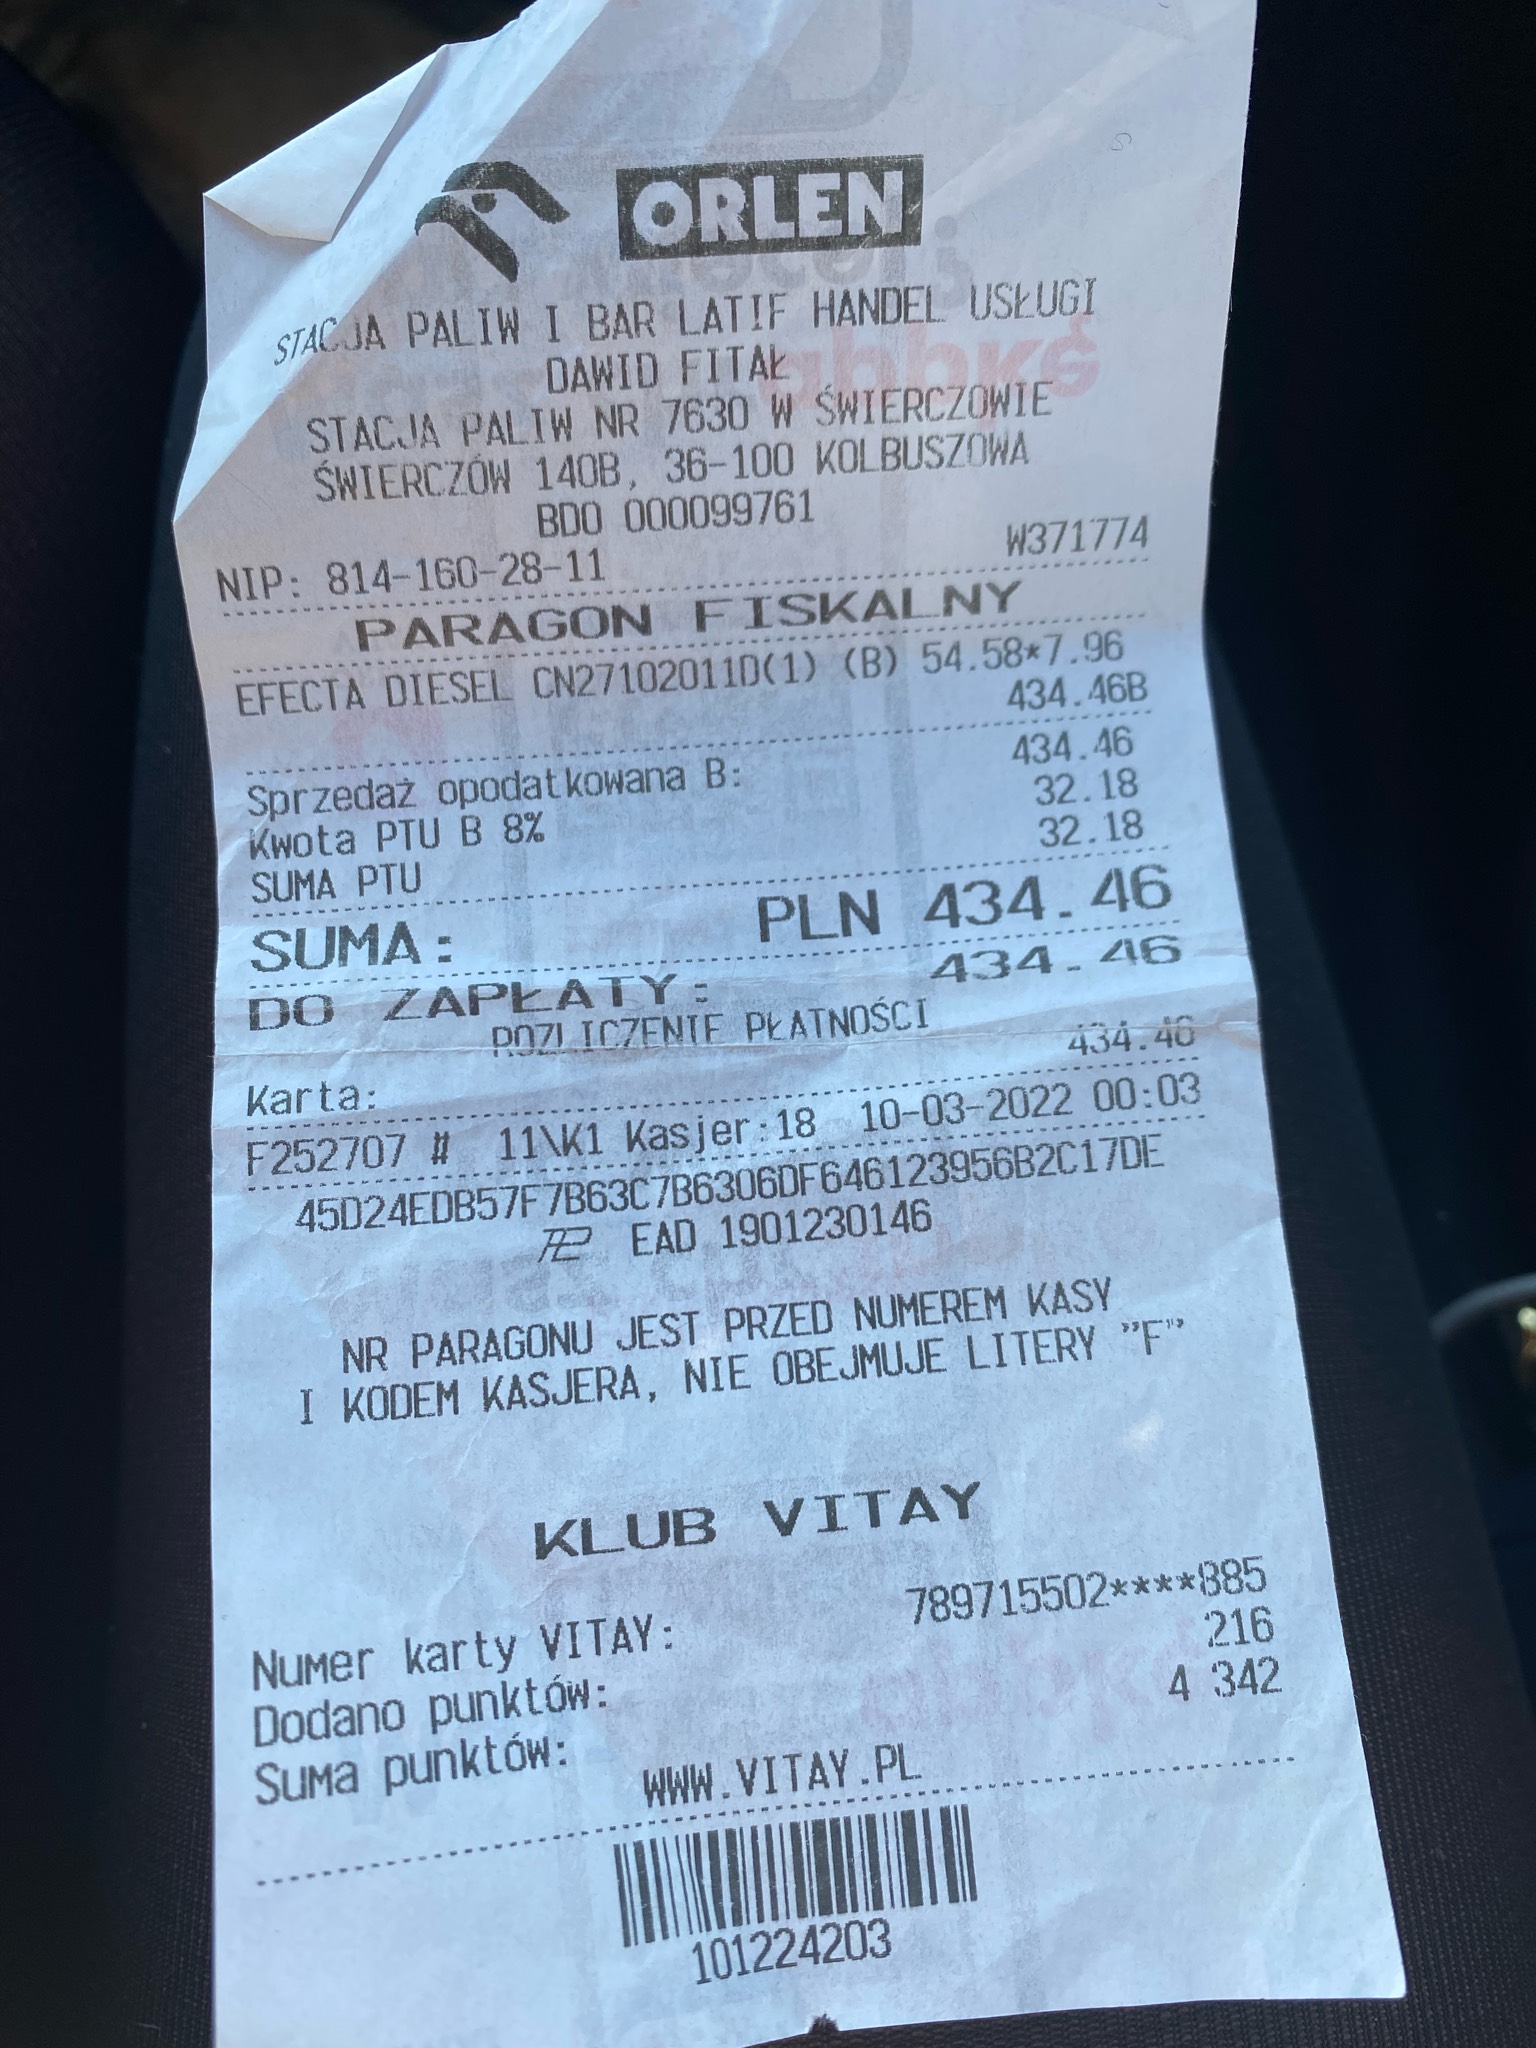 ORLEN
STACJA PALIW I BAR LATIF HANDEL USŁUGI
DAWID FITAŁ
STACJA PALIW NR 7630 W ŚWIERCZOWIE
ŚWIERCZÓW 140B, 36-100 KOLBUSZOWA
BDO 000099761
NIP: 814-160-28-11 W371774
PARAGON FISKALNY
EFECTA DIESEL CN27102011D(1) (B) 54.58*7.96
434.46B
Sprzedaż opodatkowana B: 434.46
Kwota PTU B 8% 32.18
SUMA PTU 32.18
SUMA: PLN 434.46
DO ZAPŁATY: 434.46
ROZLICZENIE PŁATNOŚCI
Karta: 434.46
F252707 # 11\K1 Kasjer:18 10-03-2022 00:03
45D24EDB57F7B63C7B6306DF646123956B2C17DE
EAD 1901230146
NR PARAGONU JEST PRZED NUMEREM KASY
I KODEM KASJERA, NIE OBEJMUJE LITERY "F"
KLUB VITAY
Numer karty VITAY: 789715502****885
Dodano punktów: 216
Suma punktów: 4 342
WWW.VITAY.PL
101224203